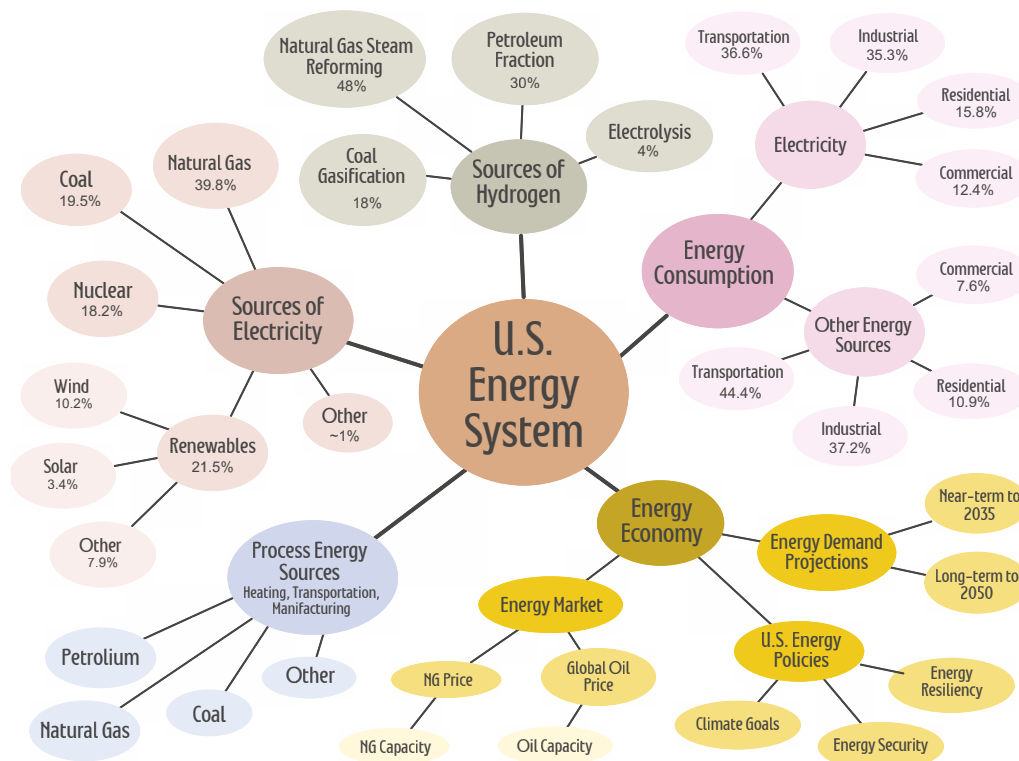 U.S.
Energy
System
Sources of
Hydrogen
Natural Gas Steam
Reforming
48%
Petroleum
Fraction
30%
Electrolysis
4%
Coal
Gasification
18%
Energy
Consumption
Electricity
Transportation
36.6%
Industrial
35.3%
Residential
15.8%
Commercial
12.4%
Other Energy
Sources
Commercial
7.6%
Residential
10.9%
Industrial
37.2%
Transportation
44.4%
Sources of
Electricity
Natural Gas
39.8%
Coal
19.5%
Nuclear
18.2%
Renewables
21.5%
Wind
10.2%
Solar
3.4%
Other
7.9%
Other
~1%
Process Energy
Sources
Heating, Transportation,
Manifacturing
Petrolium
Natural Gas
Coal
Other
Energy
Economy
Energy Demand
Projections
Near-term to
2035
Long-term to
2050
Energy Market
NG Price
NG Capacity
Global Oil
Price
Oil Capacity
U.S. Energy
Policies
Energy
Resiliency
Climate Goals
Energy Security